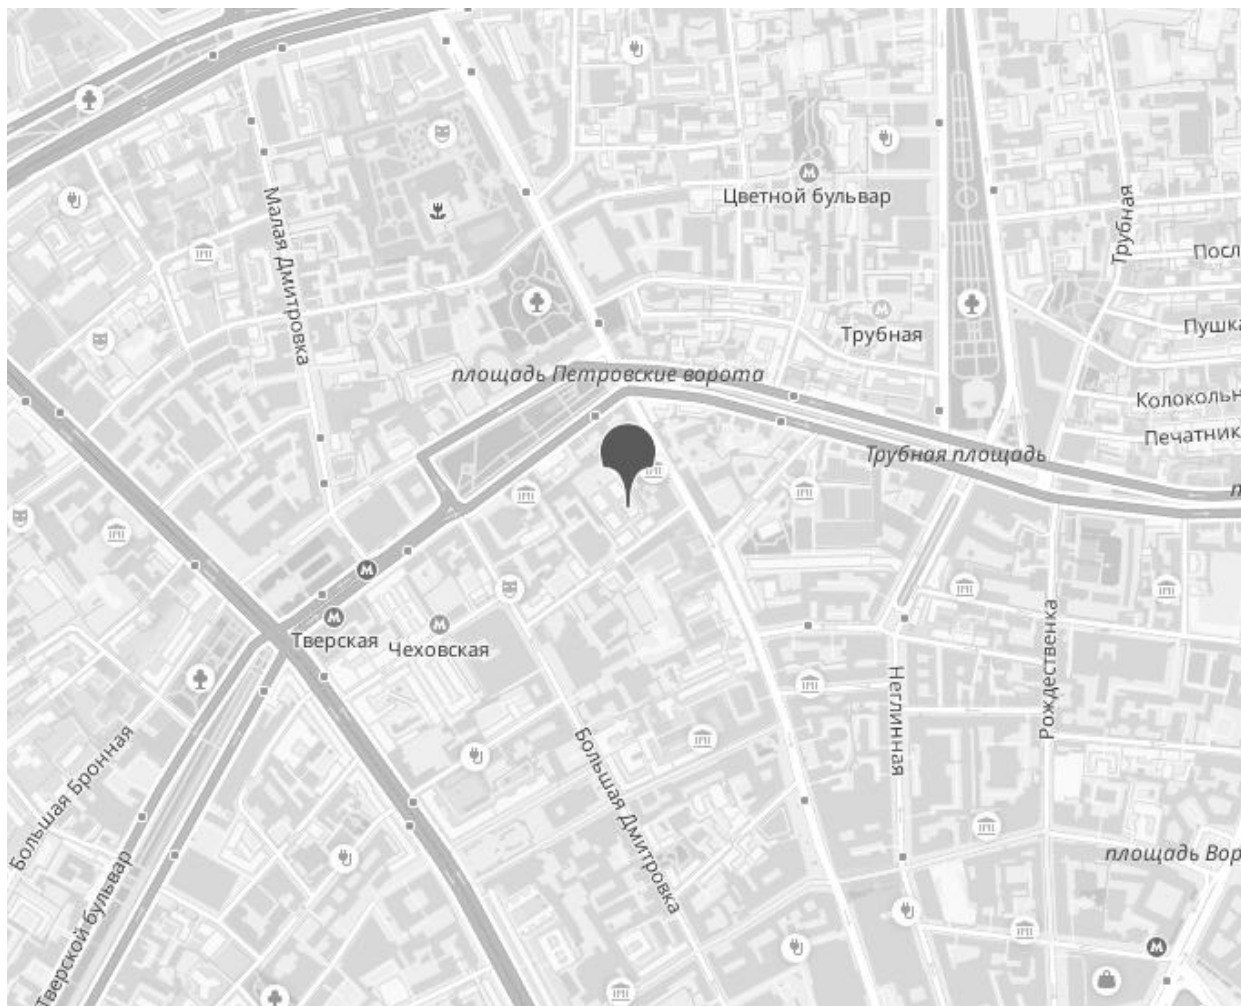 Цветной бульвар
Малая Дмитровка
Трубная
Посл
Пушка
Трубная
площадь Петровские ворота
Колокольн
Печатник
Трубная площадь
Тверская
Чеховская
Рождественка
Неглинная
Большая Бронная
Большая Дмитровка
площадь Вор
Тверской бульвар